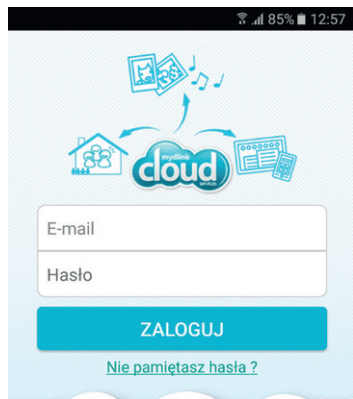 85% 12:57
mydlink
cloud
services
E-mail
Hasło
ZALOGUJ
Nie pamiętasz hasła ?